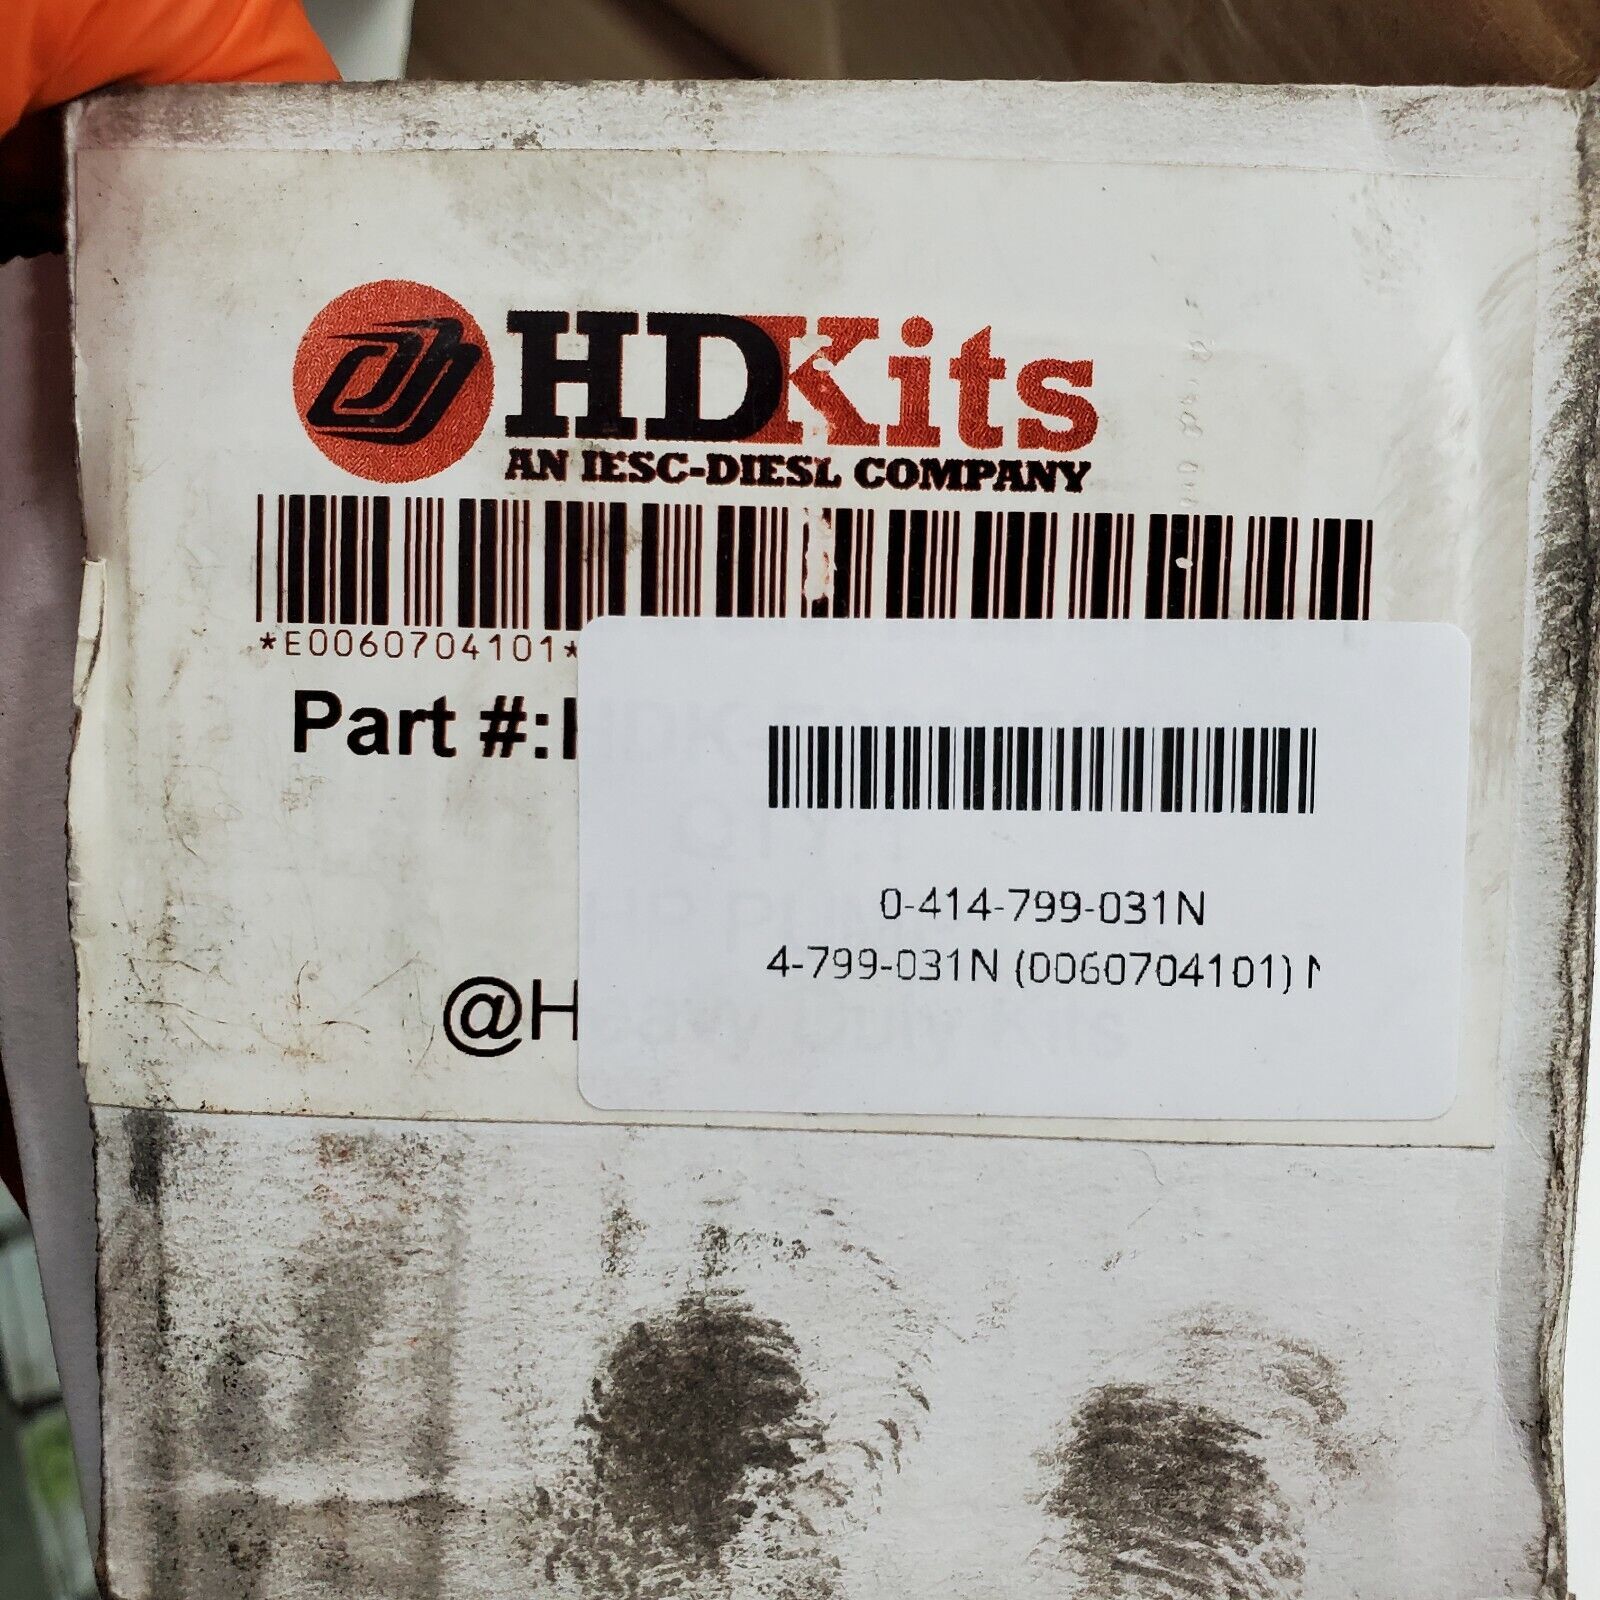 HDKits
AN IESC-DIESL COMPANY
*E0060704101*
Part #:
0-414-799-031N
4-799-031N (0060704101)
@H